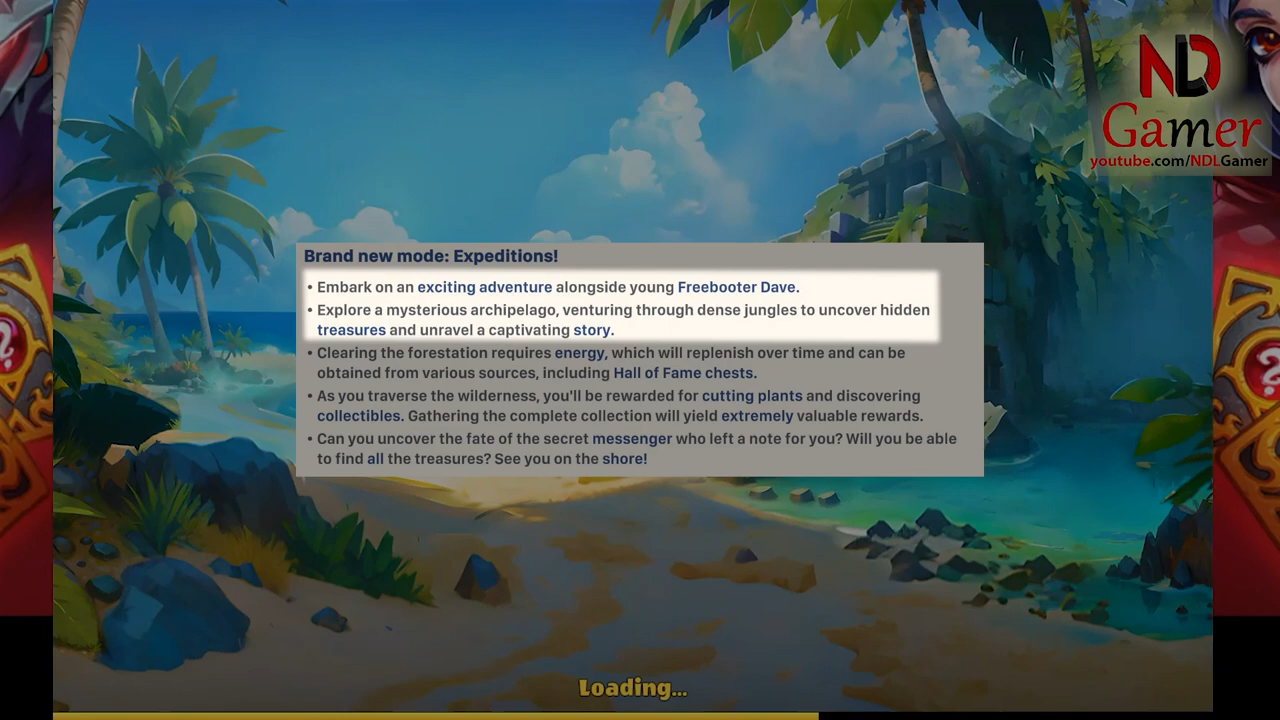 ND
Gamer
youtube.com/NDLGamer
Brand new mode: Expeditions!
• Embark on an exciting adventure alongside young Freebooter Dave.
• Explore a mysterious archipelago, venturing through dense jungles to uncover hidden
treasures and unravel a captivating story.
• Clearing the forestation requires energy, which will replenish over time and can be
obtained from various sources, including Hall of Fame chests.
• As you traverse the wilderness, you'll be rewarded for cutting plants and discovering
collectibles. Gathering the complete collection will yield extremely valuable rewards.
• Can you uncover the fate of the secret messenger who left a note for you? Will you be able
to find all the treasures? See you on the shore!
Loading...